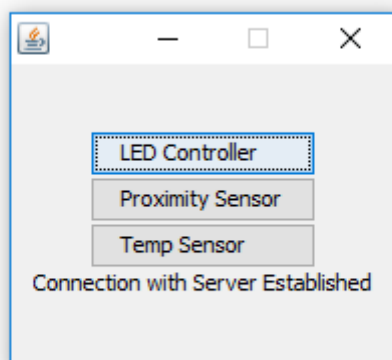 LED Controller
Proximity Sensor
Temp Sensor
Connection with Server Established